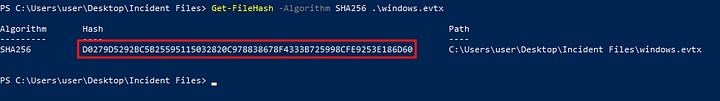 PS C:\Users\user\Desktop\Incident Files> Get-FileHash -Algorithm SHA256 .\windows.evtx
Algorithm Hash Path
--------- ---- ----
SHA256 D0279D5292BC5B25595115032820C978838678F4333B725998CFE9253E186D60 C:\Users\user\Desktop\Incident Files\windows.evtx
PS C:\Users\user\Desktop\Incident Files> _